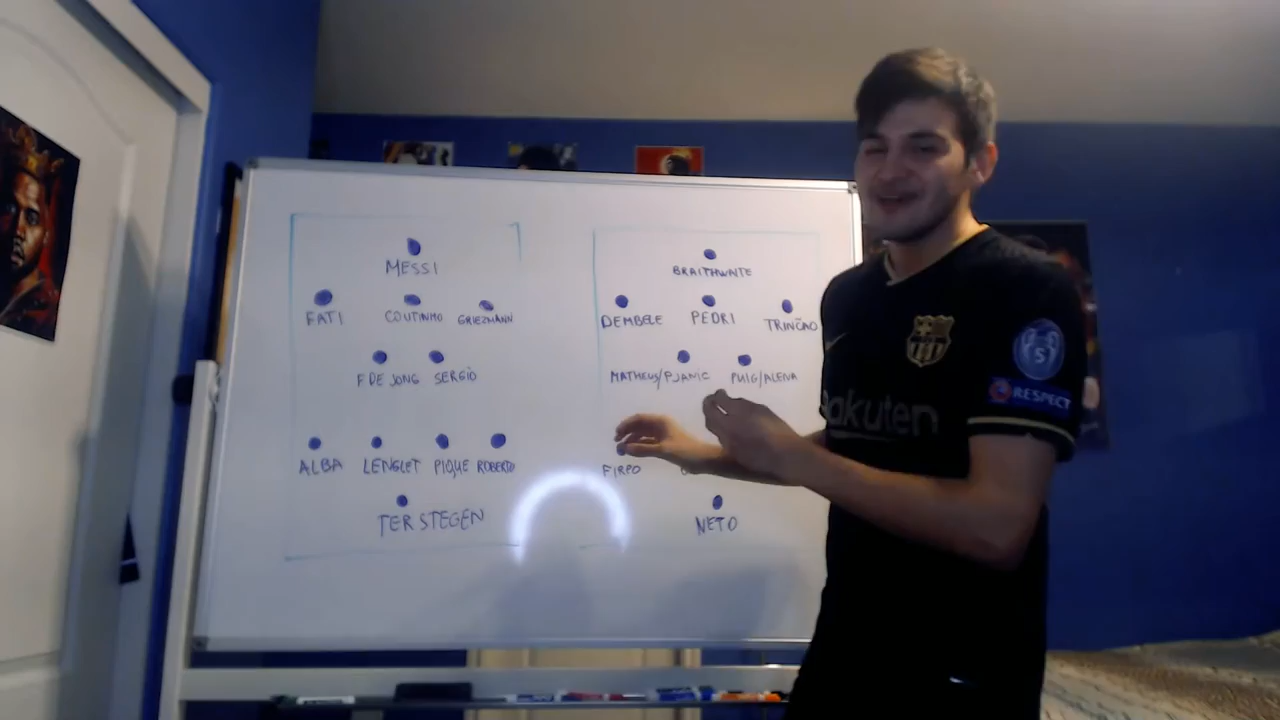 MESSI
FATI COUTINHO GRIEZMANN
F DE JONG SERGIO
ALBA LENGLET PIQUE ROBERTO
TER STEGEN
BRAITHWAITE
DEMBELE PEDRI TRINCÃO
MATHEUS/PJANIC PUIG/ALENA
FIRPO
NETO
Rakuten
5
RESPECT